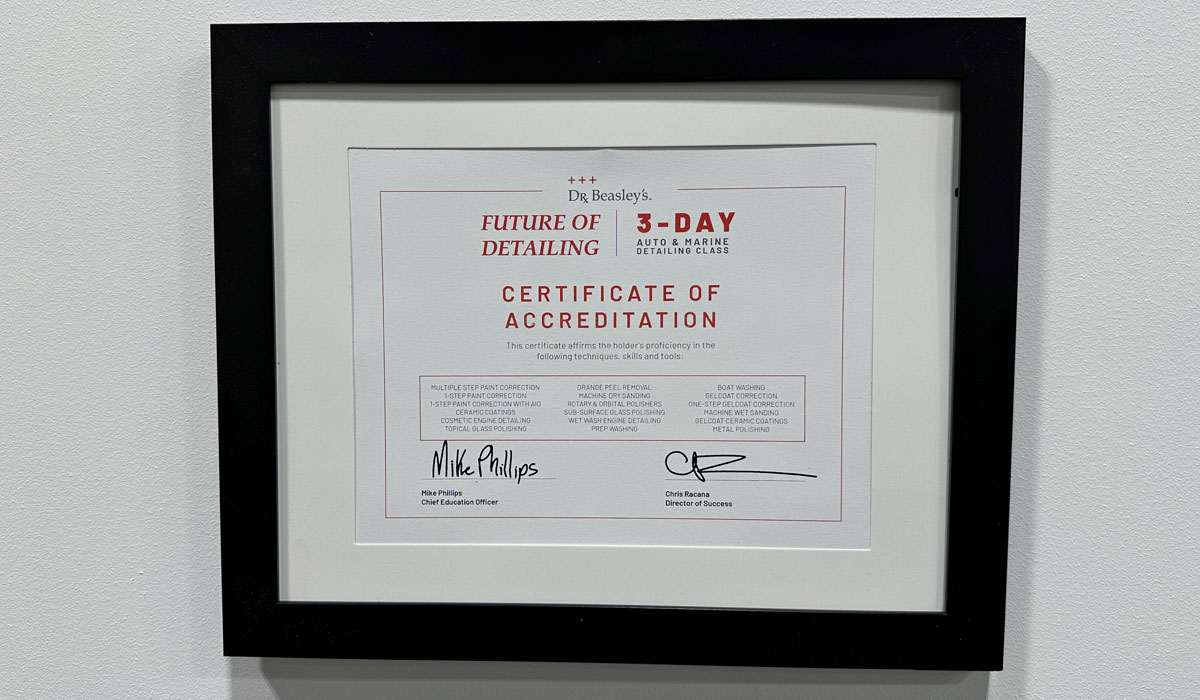 +++
Dr. Beasley's
FUTURE OF
DETAILING
3-DAY
AUTO & MARINE
DETAILING CLASS
CERTIFICATE OF
ACCREDITATION
This certificate affirms the holder's proficiency in the
following techniques, skills and tools:
MULTIPLE STEP PAINT CORRECTION
1-STEP PAINT CORRECTION
1-STEP PAINT CORRECTION WITH AIO
CERAMIC COATINGS
COSMETIC ENGINE DETAILING
TOPICAL GLASS POLISHING
ORANGE PEEL REMOVAL
MACHINE DRY SANDING
ROTARY & ORBITAL POLISHERS
SUB-SURFACE GLASS POLISHING
WET WASH ENGINE DETAILING
PREP WASHING
BOAT WASHING
GELCOAT CORRECTION
ONE-STEP GELCOAT CORRECTION
MACHINE WET SANDING
GELCOAT CERAMIC COATINGS
METAL POLISHING
Mike Phillips
Mike Phillips
Chief Education Officer
Chris Racana
Director of Success